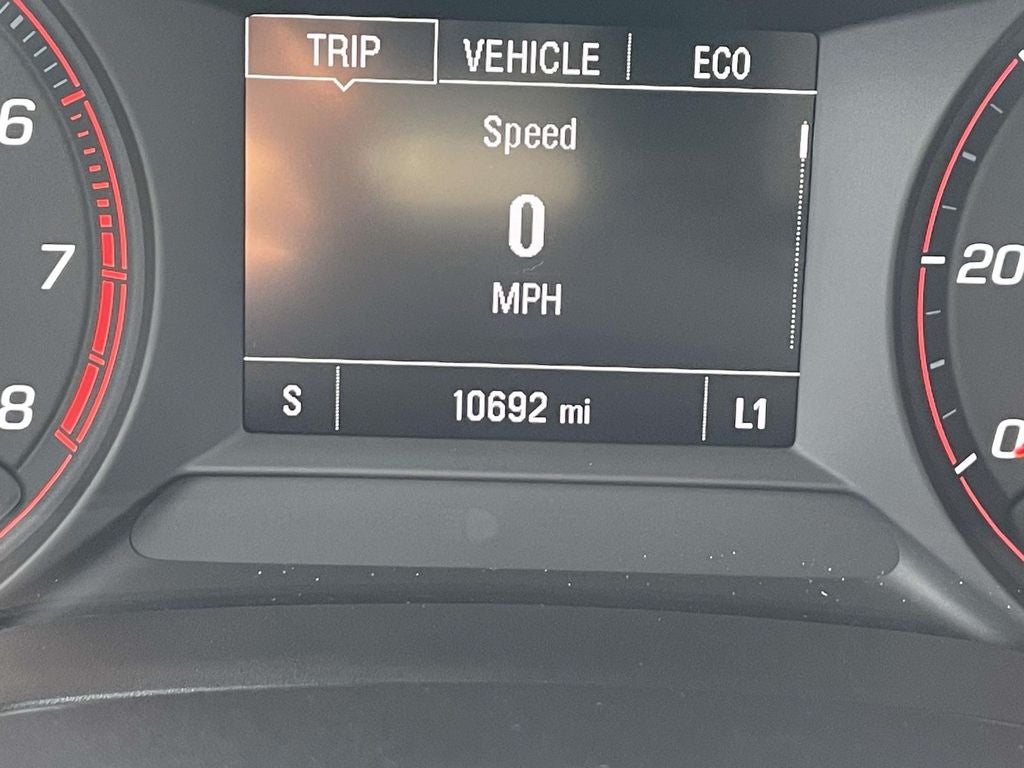 TRIP VEHICLE ECO
Speed
0
MPH
S 10692 mi L1
6
7
8
20
0